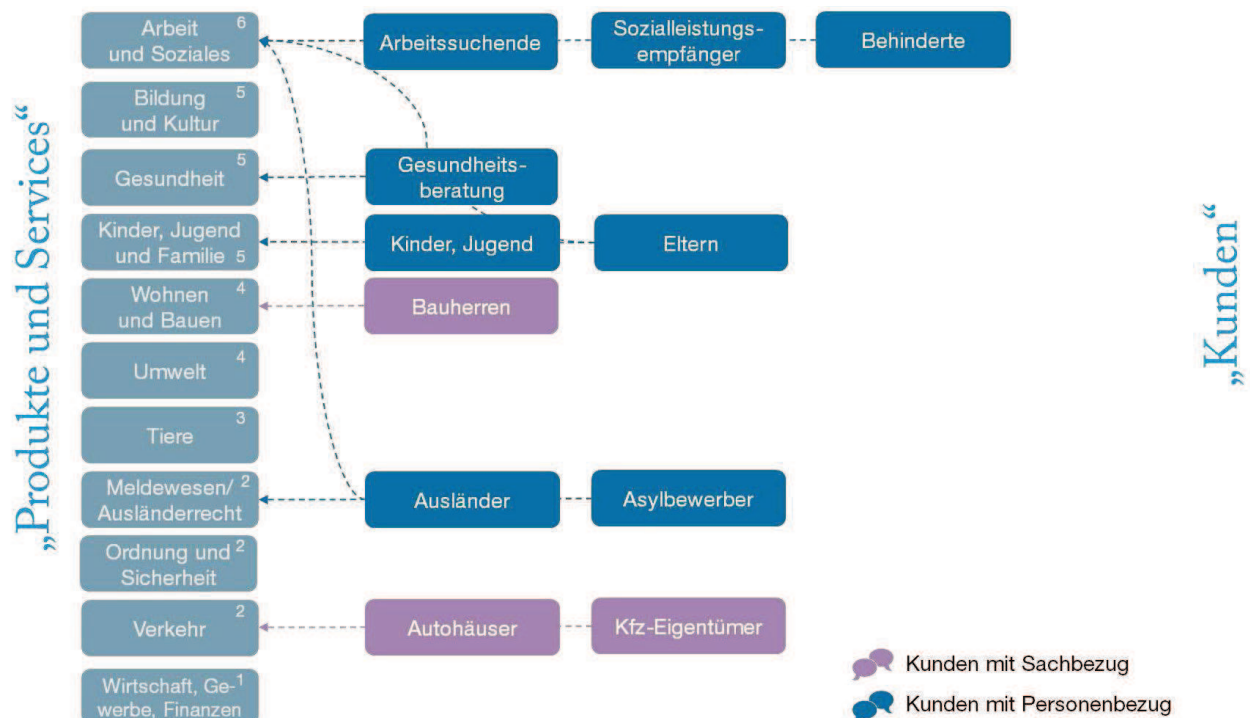 „Produkte und Services“
Arbeit 6
und Soziales
Arbeitssuchende
Sozialleistungs-
empfänger
Behinderte
Bildung 5
und Kultur
Gesundheit 5
Gesundheits-
beratung
Kinder, Jugend
und Familie 5
Kinder, Jugend
Eltern
Wohnen 4
und Bauen
Bauherren
Umwelt 4
Tiere 3
Meldewesen/ 2
Ausländerrecht
Ausländer
Asylbewerber
Ordnung und 2
Sicherheit
Verkehr 2
Autohäuser
Kfz-Eigentümer
Wirtschaft, Ge- 1
werbe, Finanzen
„Kunden“
Kunden mit Sachbezug
Kunden mit Personenbezug